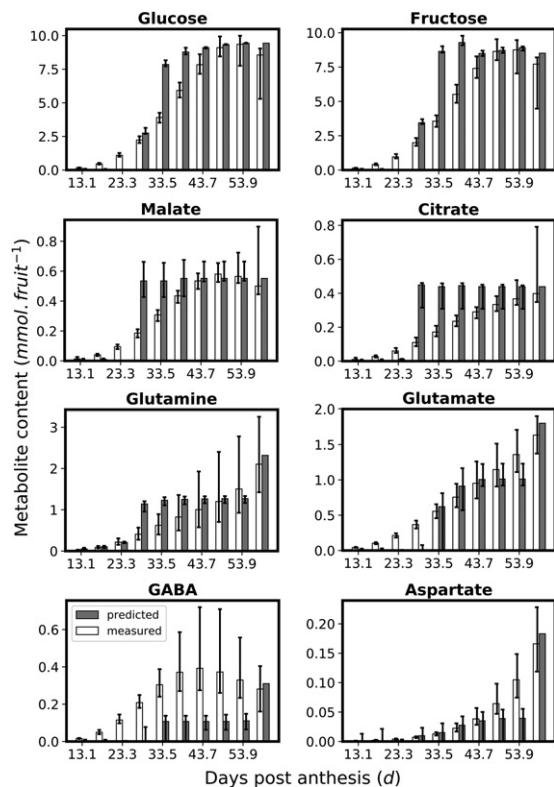 Glucose
Fructose
10.0
7.5
5.0
2.5
0.0
13.1 23.3 33.5 43.7 53.9
10.0
7.5
5.0
2.5
0.0
13.1 23.3 33.5 43.7 53.9
Malate
Citrate
0.8
0.6
0.4
0.2
0.0
13.1 23.3 33.5 43.7 53.9
0.8
0.6
0.4
0.2
0.0
13.1 23.3 33.5 43.7 53.9
Metabolite content (mmol. fruit⁻¹)
Glutamine
Glutamate
3
2
1
0
13.1 23.3 33.5 43.7 53.9
2.0
1.5
1.0
0.5
0.0
13.1 23.3 33.5 43.7 53.9
GABA
Aspartate
predicted
measured
0.6
0.4
0.2
0.0
13.1 23.3 33.5 43.7 53.9
0.20
0.15
0.10
0.05
0.00
13.1 23.3 33.5 43.7 53.9
Days post anthesis (d)